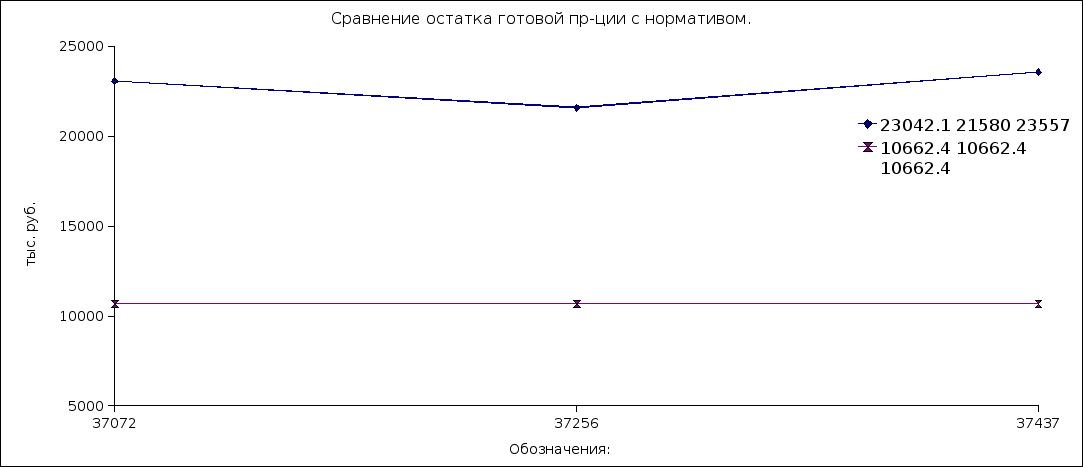 Сравнение остатка готовой пр-ции с нормативом.
25000
20000
15000
10000
5000
тыс. руб.
23042.1 21580 23557
10662.4 10662.4
10662.4
37072 37256 37437
Обозначения: